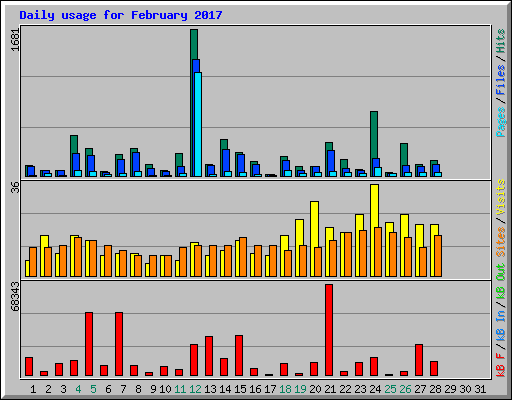 Daily usage for February 2017
1681
Pages / Files / Hits
36
kB F / kB In / kB Out Sites / Visits
68343
1 2 3 4 5 6 7 8 9 10 11 12 13 14 15 16 17 18 19 20 21 22 23 24 25 26 27 28 29 30 31